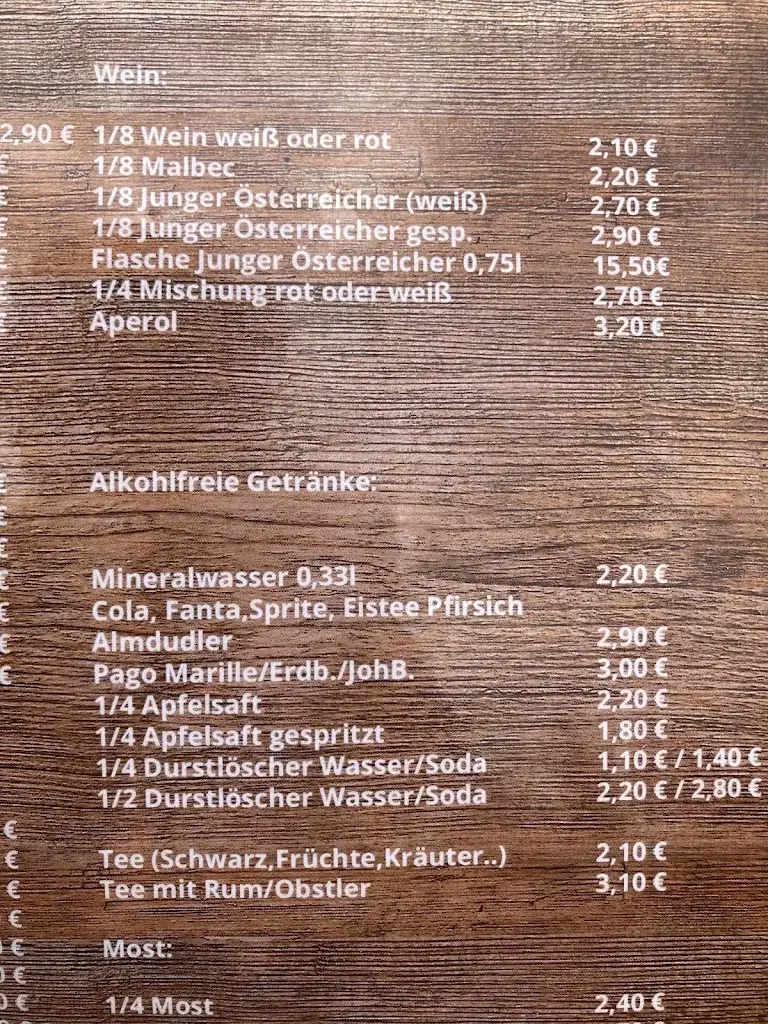 Wein:
2,90 € 1/8 Wein weiß oder rot 2,10 €
€ 1/8 Malbec 2,20 €
€ 1/8 Junger Österreicher (weiß) 2,70 €
€ 1/8 Junger Österreicher gesp. 2,90 €
€ Flasche Junger Österreicher 0,75l 15,50€
€ 1/4 Mischung rot oder weiß 2,70 €
€ Aperol 3,20 €
€ Alkohlfreie Getränke:
€
€
€ Mineralwasser 0,33l 2,20 €
€ Cola, Fanta,Sprite, Eistee Pfirsich
€ Almdudler 2,90 €
€ Pago Marille/Erdb./JohB. 3,00 €
1/4 Apfelsaft 2,20 €
1/4 Apfelsaft gespritzt 1,80 €
1/4 Durstlöscher Wasser/Soda 1,10 € / 1,40 €
1/2 Durstlöscher Wasser/Soda 2,20 € / 2,80 €
€
€ Tee (Schwarz,Früchte,Kräuter..) 2,10 €
€ Tee mit Rum/Obstler 3,10 €
€
€ Most:
€
€ 1/4 Most 2,40 €